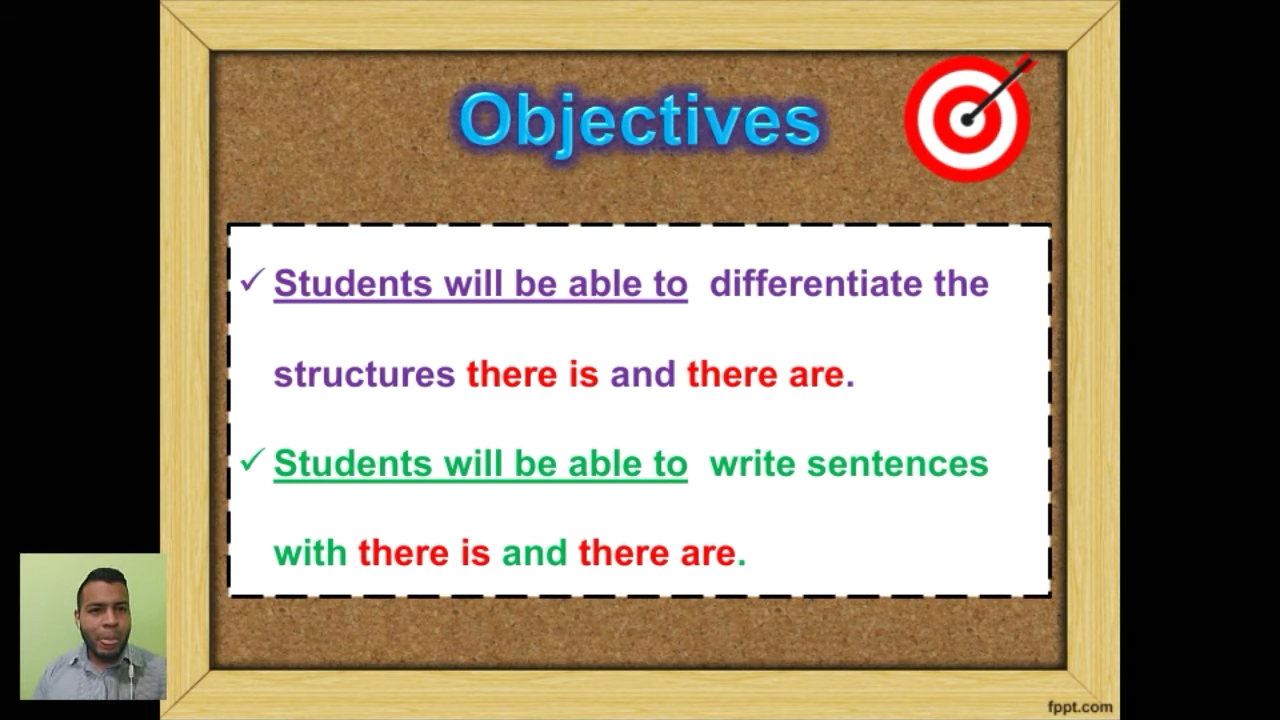 Objectives
✓ Students will be able to differentiate the
structures there is and there are.
✓ Students will be able to write sentences
with there is and there are.
fppt.com